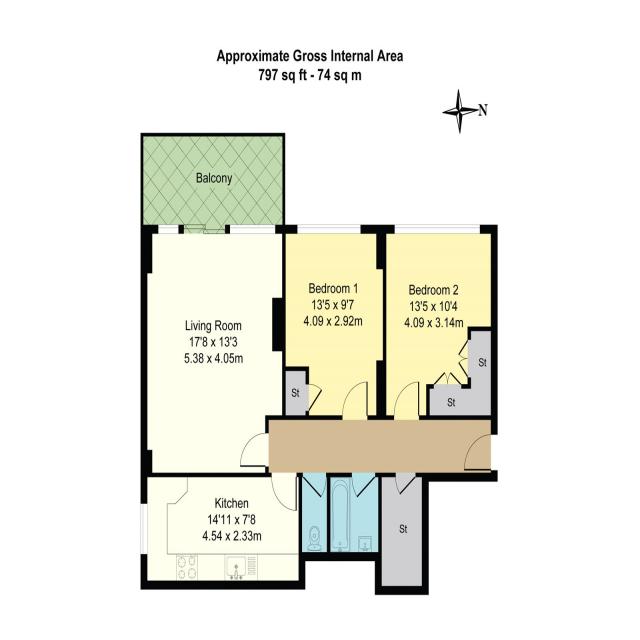 Approximate Gross Internal Area
797 sq ft - 74 sq m
N
Balcony
Living Room
17'8 x 13'3
5.38 x 4.05m
Bedroom 1
13'5 x 9'7
4.09 x 2.92m
Bedroom 2
13'5 x 10'4
4.09 x 3.14m
St
St
St
Kitchen
14'11 x 7'8
4.54 x 2.33m
St